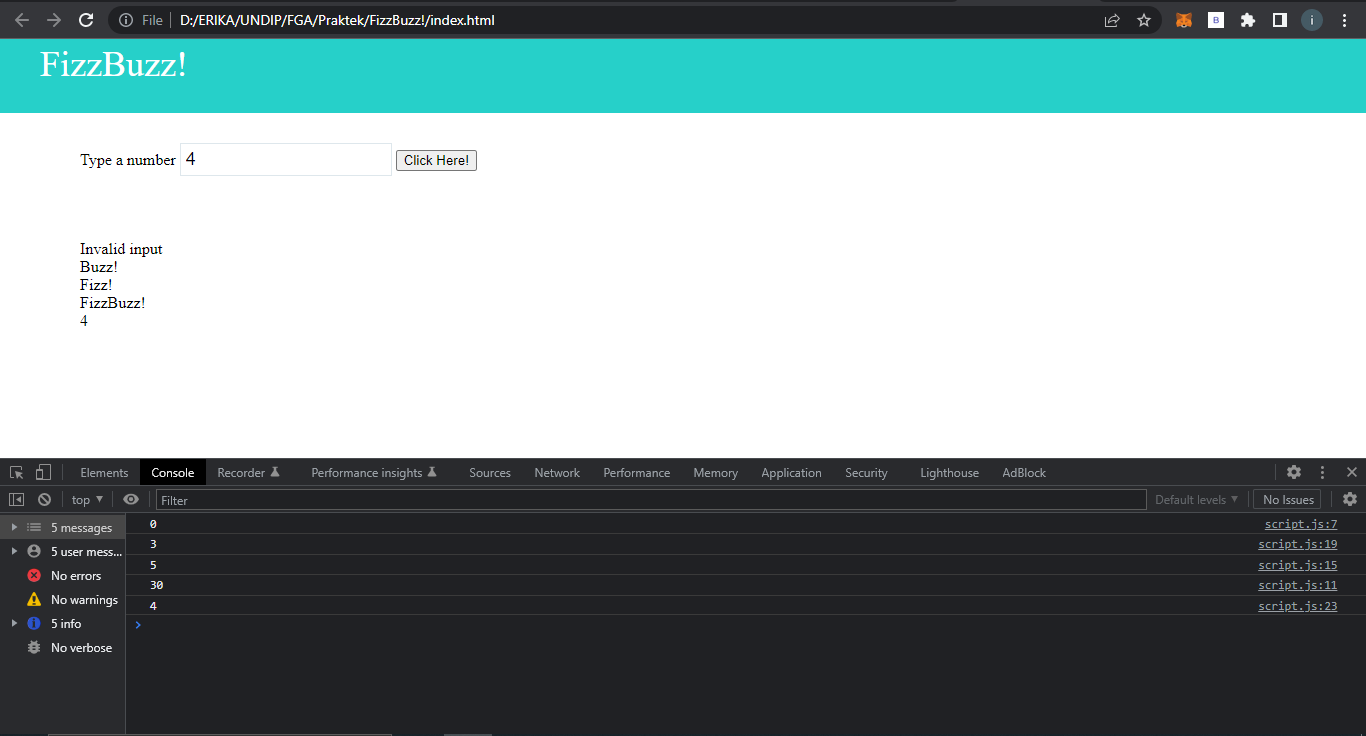 File D:/ERIKA/UNDIP/FGA/Praktek/FizzBuzz!/index.html B i
FizzBuzz!
Type a number 4 Click Here!
Invalid input
Buzz!
Fizz!
FizzBuzz!
4
Elements Console Recorder Performance insights Sources Network Performance Memory Application Security Lighthouse AdBlock
top ▼ Filter Default levels ▼ No Issues
5 messages
5 user mess...
No errors
No warnings
5 info
No verbose
0 script.js:7
3 script.js:19
5 script.js:15
30 script.js:11
4 script.js:23